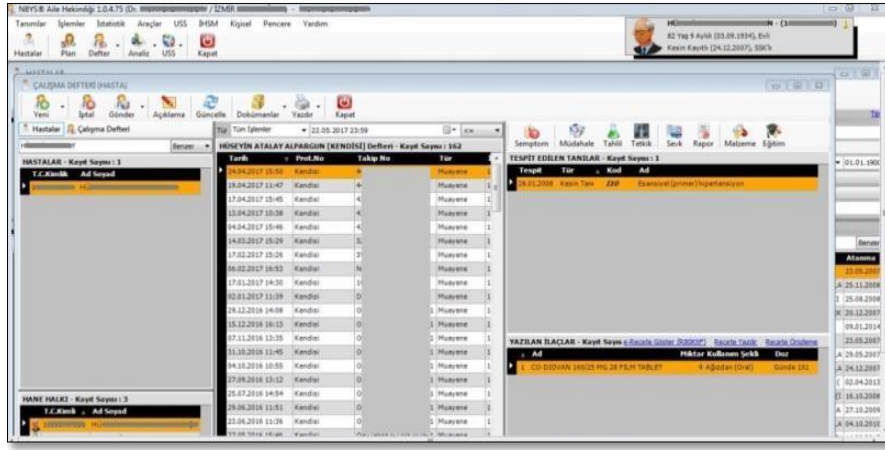 NBYS® Aile Hekimliği 1.0.4.75 (Dr. / İZMİR
Tanımlar İşlemler İstatistik Araçlar USS İHSM Kişisel Pencere Yardım
Hastalar Plan Defter Analiz USS Kapat
82 Yaş 9 Aylık (03.09.1934), Evli
Kesin Kayıtlı (24.12.2007), SSK'lı
HASTALAR
ÇALIŞMA DEFTERİ (HASTA)
Yeni İptal Gönder Açıklama Güncelle Dokümanlar Yazdır Kapat
Hastalar Çalışma Defteri
Tür Tüm İşlemler 22.05.2017 23:59 <=
Benzer
Semptom Müdahale Tahlil Tetkik Sevk Rapor Malzeme Eğitim
HASTALAR - Kayıt Sayısı : 1
T.C.Kimlik Ad Soyad
HÜSEYİN ATALAY ALPARGUN [KENDİSİ] Defteri - Kayıt Sayısı : 162
Tarih Prot.No Takip No Tür
24.04.2017 15:50 Kendisi Muayene
19.04.2017 11:47 Kendisi Muayene
17.04.2017 15:45 Kendisi Muayene
13.04.2017 10:38 Kendisi Muayene
04.04.2017 15:46 Kendisi Muayene
14.03.2017 15:29 Kendisi Muayene
17.02.2017 15:26 Kendisi Muayene
06.02.2017 16:53 Kendisi Muayene
17.01.2017 14:30 Kendisi Muayene
02.01.2017 11:39 Kendisi Muayene
29.12.2016 14:08 Kendisi Muayene
15.12.2016 16:13 Kendisi Muayene
07.11.2016 13:35 Kendisi Muayene
31.10.2016 11:45 Kendisi Muayene
04.10.2016 10:55 Kendisi Muayene
27.09.2016 13:12 Kendisi Muayene
25.07.2016 14:54 Kendisi Muayene
29.06.2016 11:51 Kendisi Muayene
23.06.2016 11:36 Kendisi Muayene
TESPİT EDİLEN TANILAR - Kayıt Sayısı : 1
Tespit Tür Kod Ad
28.01.2008 Kesin Tanı I10 Esansiyel (primer) hipertansiyon
YAZILAN İLAÇLAR - Kayıt Sayısı e-Reçete Göster Reçete Yazdır Reçete Önizleme
Ad Miktar Kullanım Şekli Doz
1 CO-DIOVAN 160/25 MG 28 FILM TABLET 4 Ağızdan (Oral) Günde 1X1
HANE HALKI - Kayıt Sayısı : 3
T.C.Kimlik Ad Soyad
01.01.1900
Benzer
Atanma
23.05.2007
25.11.2008
25.08.2008
20.12.2007
09.01.2014
23.05.2007
29.05.2007
24.12.2007
02.04.2013
16.10.2008
27.10.2009
04.10.2010